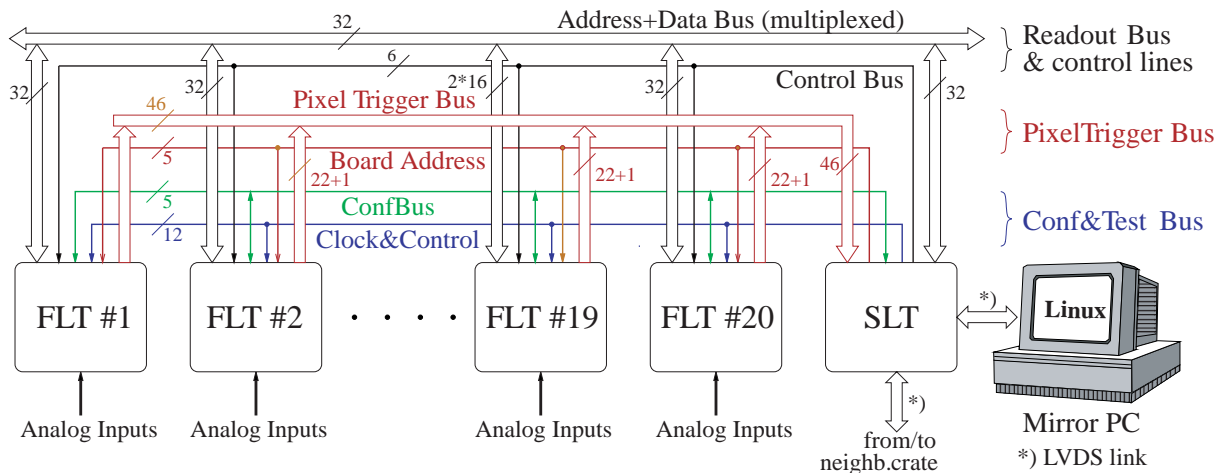 32
Address+Data Bus (multiplexed)
Readout Bus
& control lines
6
32
32
2*16
32
Control Bus
32
46
Pixel Trigger Bus
PixelTrigger Bus
5
Board Address
22+1
22+1
22+1
46
5
ConfBus
12
Clock&Control
Conf&Test Bus
FLT #1
FLT #2
. . . .
FLT #19
FLT #20
SLT
*)
Linux
Analog Inputs
Analog Inputs
Analog Inputs
Analog Inputs
*)
from/to
neighb.crate
Mirror PC
*) LVDS link